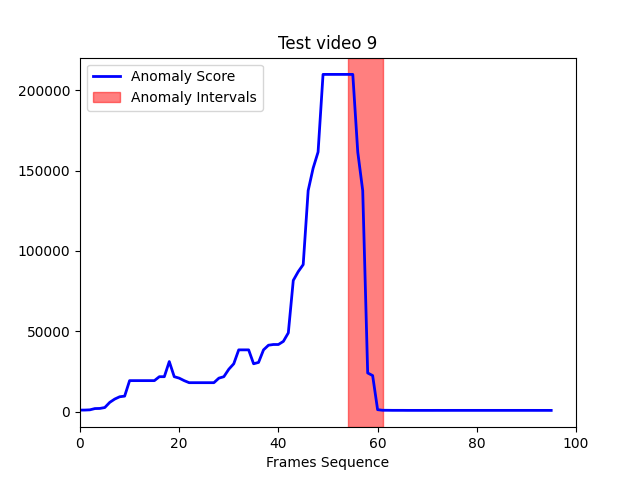 Test video 9
Anomaly Score
Anomaly Intervals
200000
150000
100000
50000
0
0 20 40 60 80 100
Frames Sequence